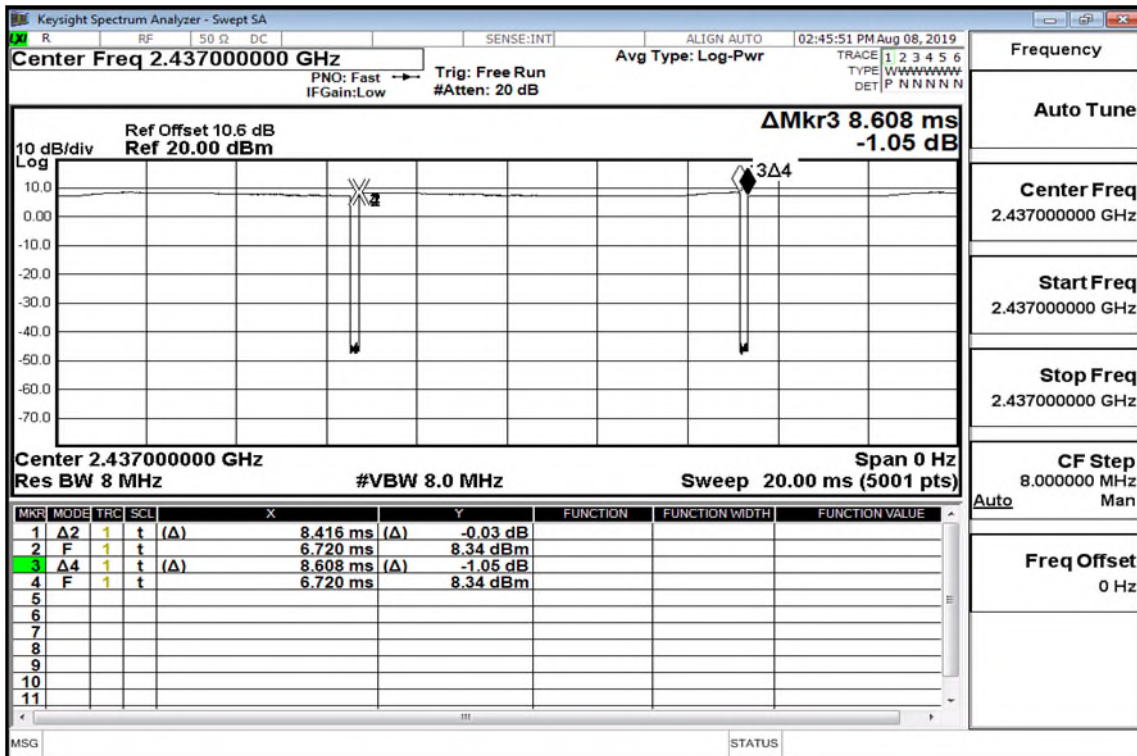 Keysight Spectrum Analyzer - Swept SA
LXI R RF 50 Ω DC SENSE:INT ALIGN AUTO 02:45:51 PM Aug 08, 2019
Center Freq 2.437000000 GHz
PNO: Fast
IFGain:Low
Trig: Free Run
#Atten: 20 dB
Avg Type: Log-Pwr
TRACE 1 2 3 4 5 6
TYPE WWWWWW
DET P N N N N N
ΔMkr3 8.608 ms
-1.05 dB
Ref Offset 10.6 dB
10 dB/div Ref 20.00 dBm
Log
10.0
0.00
-10.0
-20.0
-30.0
-40.0
-50.0
-60.0
-70.0
3Δ4
Center 2.437000000 GHz Span 0 Hz
Res BW 8 MHz #VBW 8.0 MHz Sweep 20.00 ms (5001 pts)
MKR MODE TRC SCL X Y FUNCTION FUNCTION WIDTH FUNCTION VALUE
1 Δ2 1 t (Δ) 8.416 ms (Δ) -0.03 dB
2 F 1 t 6.720 ms 8.34 dBm
3 Δ4 1 t (Δ) 8.608 ms (Δ) -1.05 dB
4 F 1 t 6.720 ms 8.34 dBm
5
6
7
8
9
10
11
MSG STATUS
Frequency
Auto Tune
Center Freq
2.437000000 GHz
Start Freq
2.437000000 GHz
Stop Freq
2.437000000 GHz
CF Step
8.000000 MHz
Auto Man
Freq Offset
0 Hz